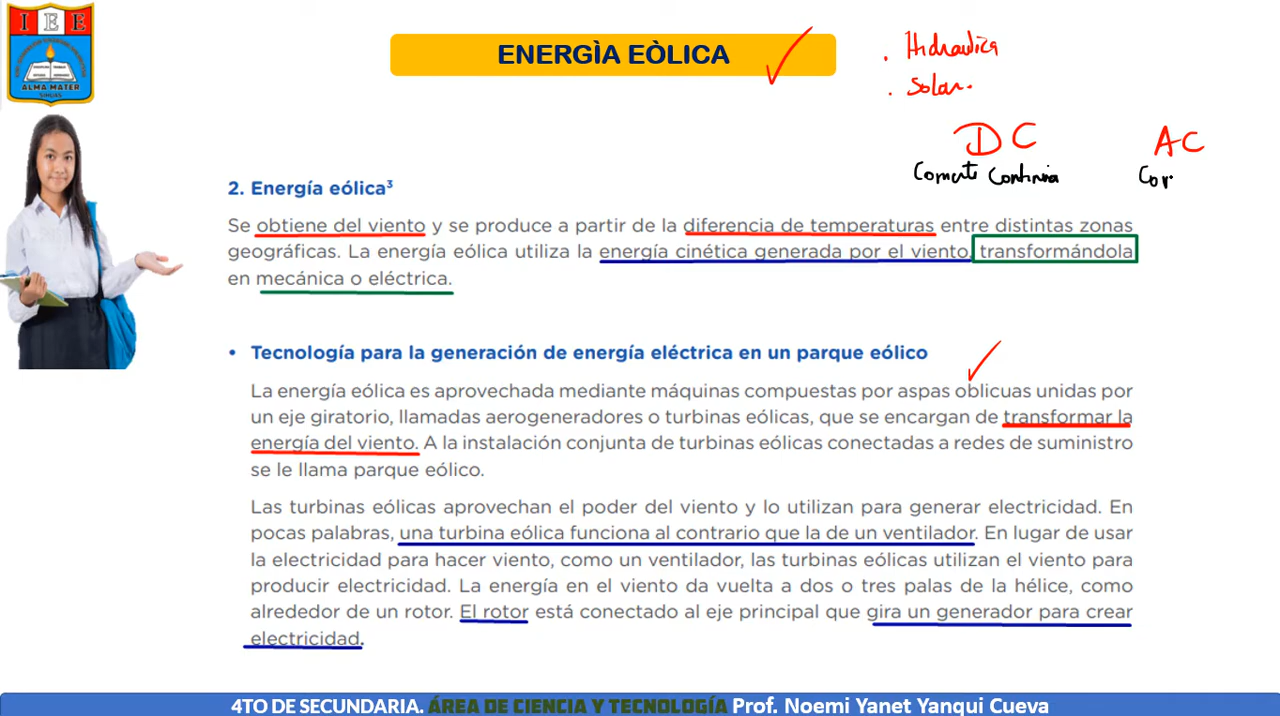 IEE
ALMA MATER
SIHUAS
ENERGÌA EÒLICA
. Hidraulica
. Solar.
DC
AC
Corriente Continua
Cor
2. Energía eólica³
Se obtiene del viento y se produce a partir de la diferencia de temperaturas entre distintas zonas
geográficas. La energía eólica utiliza la energía cinética generada por el viento, transformándola
en mecánica o eléctrica.
• Tecnología para la generación de energía eléctrica en un parque eólico
La energía eólica es aprovechada mediante máquinas compuestas por aspas oblicuas unidas por
un eje giratorio, llamadas aerogeneradores o turbinas eólicas, que se encargan de transformar la
energía del viento. A la instalación conjunta de turbinas eólicas conectadas a redes de suministro
se le llama parque eólico.
Las turbinas eólicas aprovechan el poder del viento y lo utilizan para generar electricidad. En
pocas palabras, una turbina eólica funciona al contrario que la de un ventilador. En lugar de usar
la electricidad para hacer viento, como un ventilador, las turbinas eólicas utilizan el viento para
producir electricidad. La energía en el viento da vuelta a dos o tres palas de la hélice, como
alrededor de un rotor. El rotor está conectado al eje principal que gira un generador para crear
electricidad.
4TO DE SECUNDARIA. ÁREA DE CIENCIA Y TECNOLOGÍA Prof. Noemi Yanet Yanqui Cueva